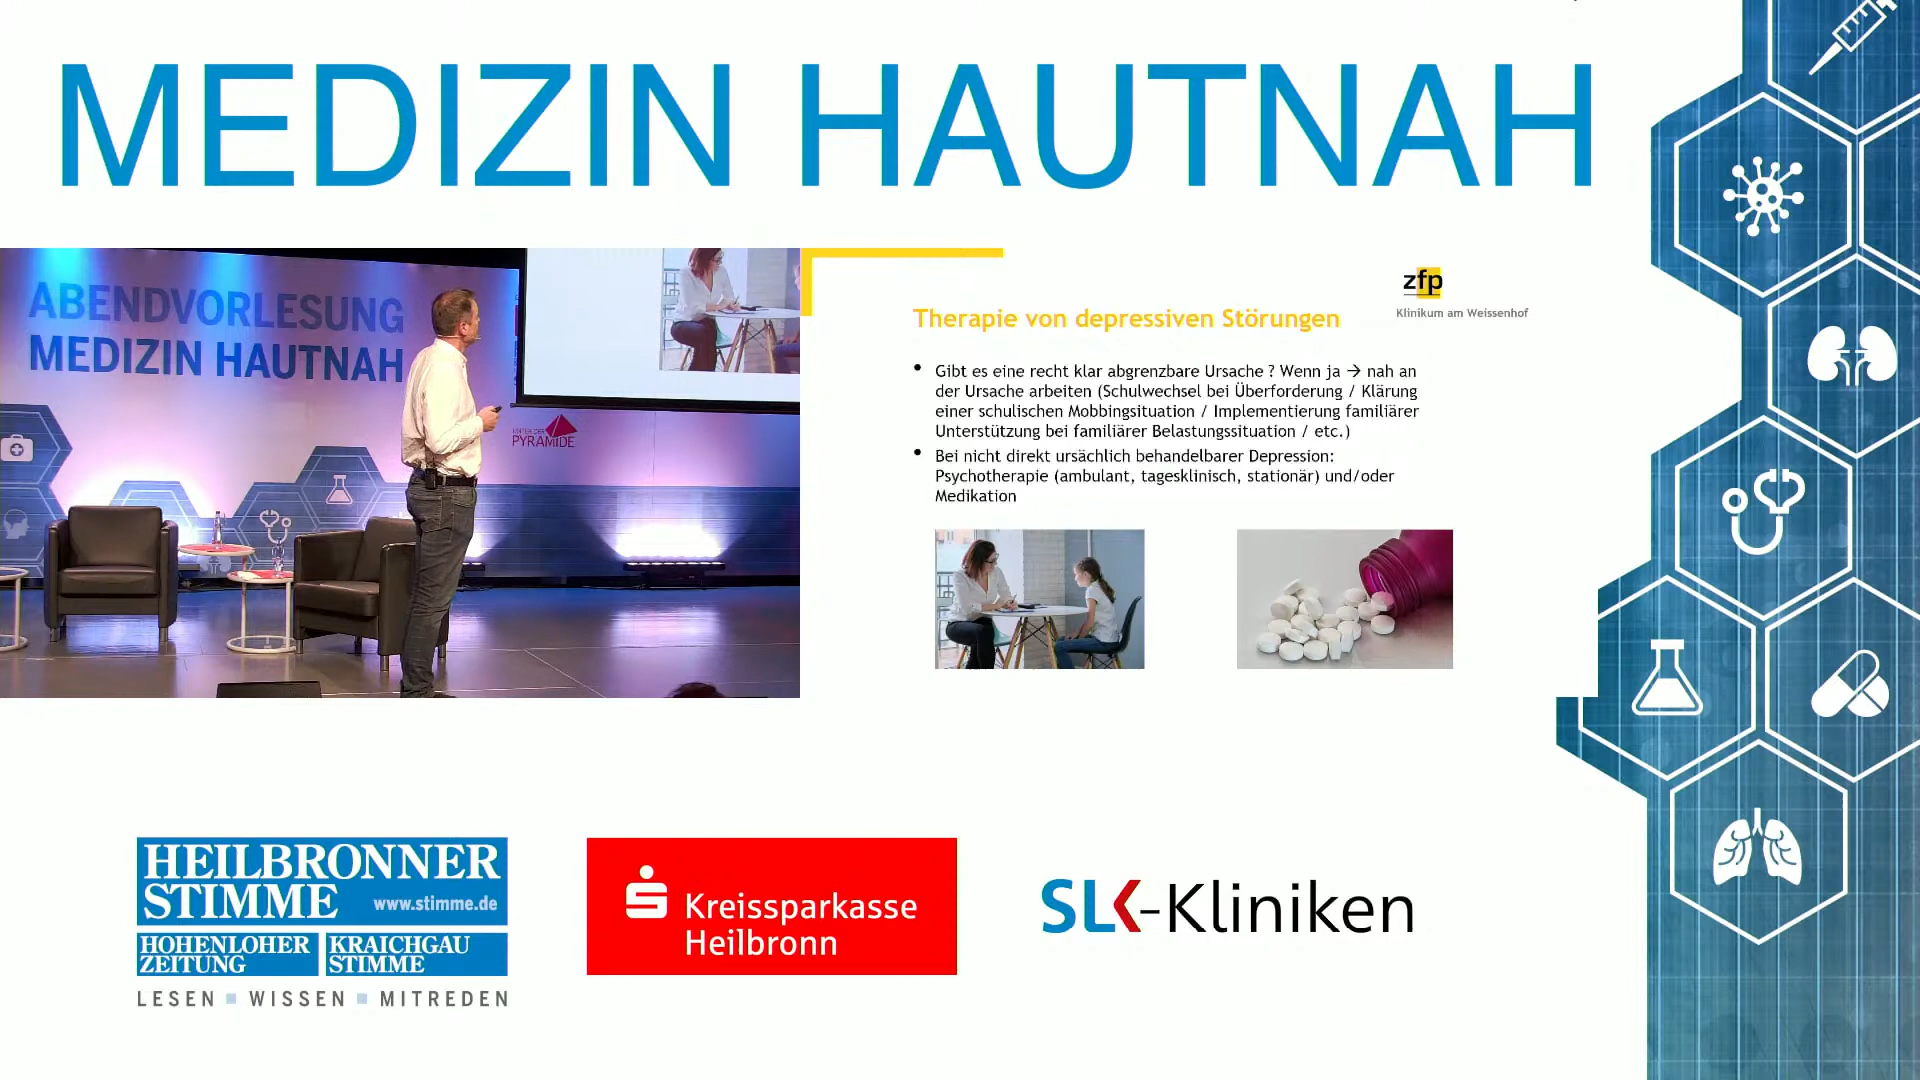 MEDIZIN HAUTNAH
ABENDVORLESUNG
MEDIZIN HAUTNAH
UNTER DER
PYRAMIDE
zfp
Klinikum am Weissenhof
Therapie von depressiven Störungen
• Gibt es eine recht klar abgrenzbare Ursache ? Wenn ja → nah an
der Ursache arbeiten (Schulwechsel bei Überforderung / Klärung
einer schulischen Mobbingsituation / Implementierung familiärer
Unterstützung bei familiärer Belastungssituation / etc.)
• Bei nicht direkt ursächlich behandelbarer Depression:
Psychotherapie (ambulant, tagesklinisch, stationär) und/oder
Medikation
HEILBRONNER
STIMME www.stimme.de
HOHENLOHER
ZEITUNG
KRAICHGAU
STIMME
LESEN ▪ WISSEN ▪ MITREDEN
Kreissparkasse
Heilbronn
SLK-Kliniken